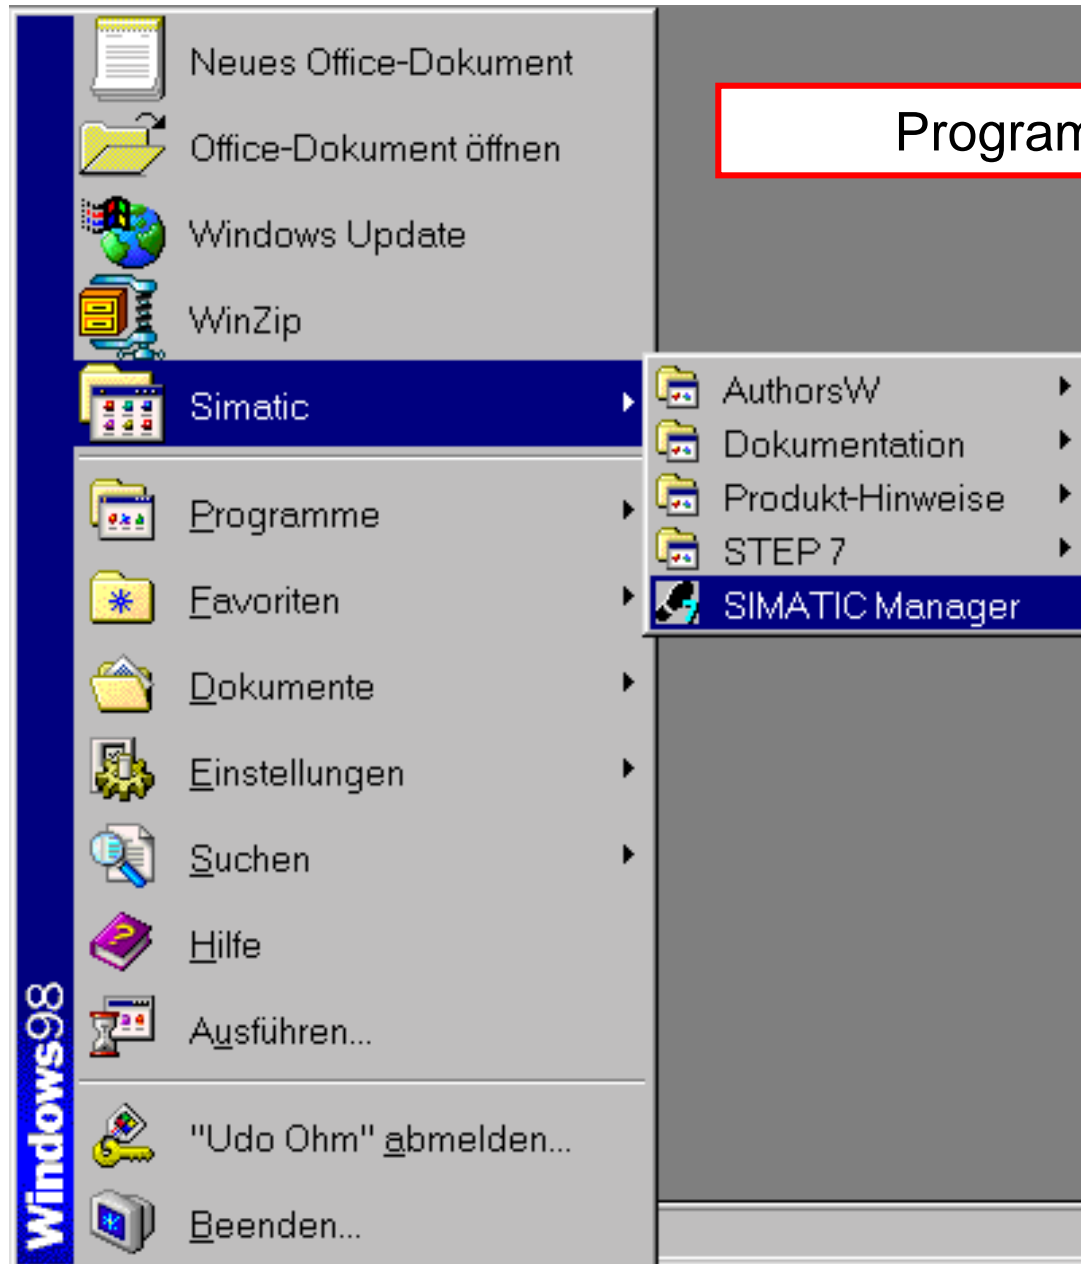 Neues Office-Dokument
Office-Dokument öffnen
Windows Update
WinZip
Simatic
Programme
Favoriten
Dokumente
Einstellungen
Suchen
Hilfe
Ausführen...
"Udo Ohm" abmelden...
Beenden...
Windows98
AuthorsW
Dokumentation
Produkt-Hinweise
STEP 7
SIMATIC Manager